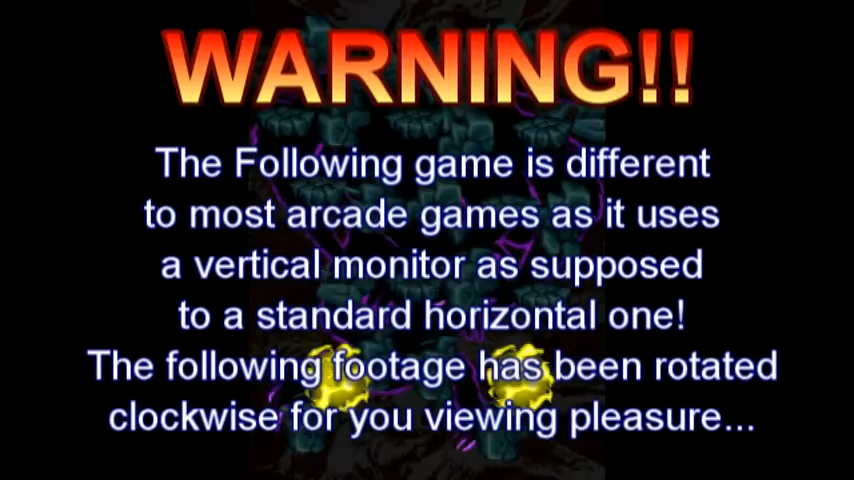 WARNING!!
The Following game is different
to most arcade games as it uses
a vertical monitor as supposed
to a standard horizontal one!
The following footage has been rotated
clockwise for you viewing pleasure...